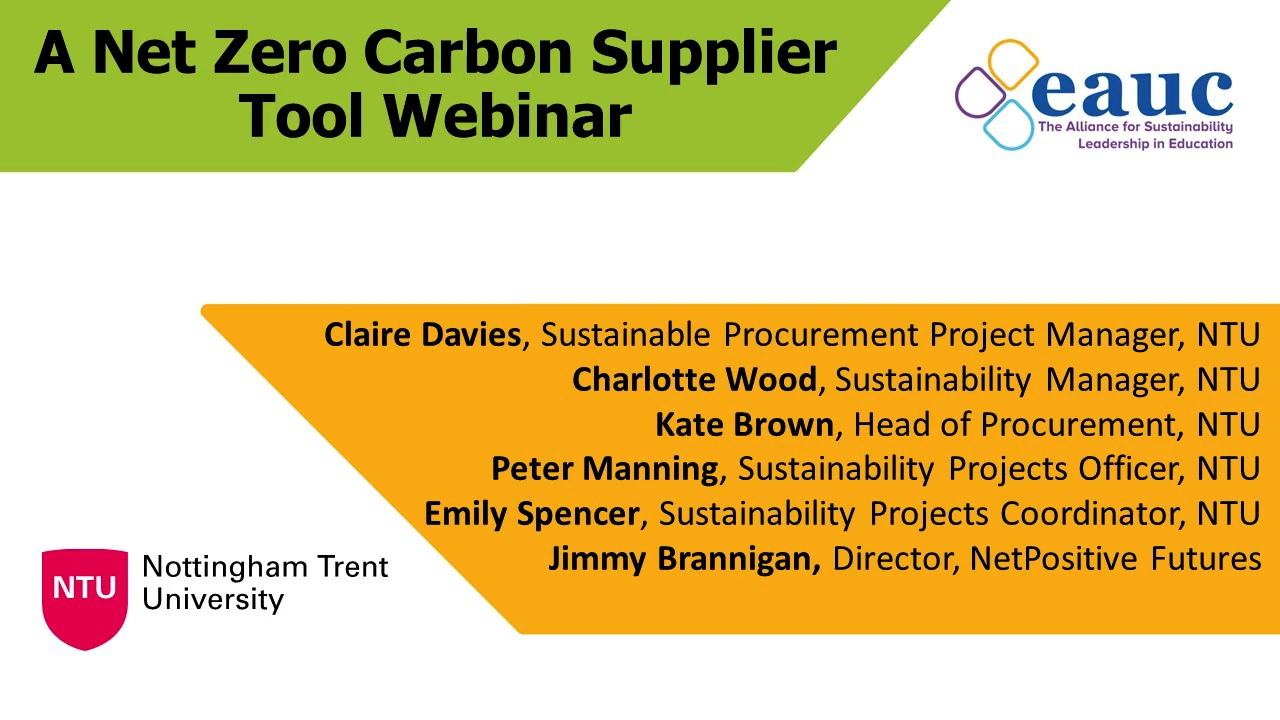 A Net Zero Carbon Supplier
Tool Webinar
eauc
The Alliance for Sustainability
Leadership in Education
Claire Davies, Sustainable Procurement Project Manager, NTU
Charlotte Wood, Sustainability Manager, NTU
Kate Brown, Head of Procurement, NTU
Peter Manning, Sustainability Projects Officer, NTU
Emily Spencer, Sustainability Projects Coordinator, NTU
Jimmy Brannigan, Director, NetPositive Futures
NTU
Nottingham Trent
University